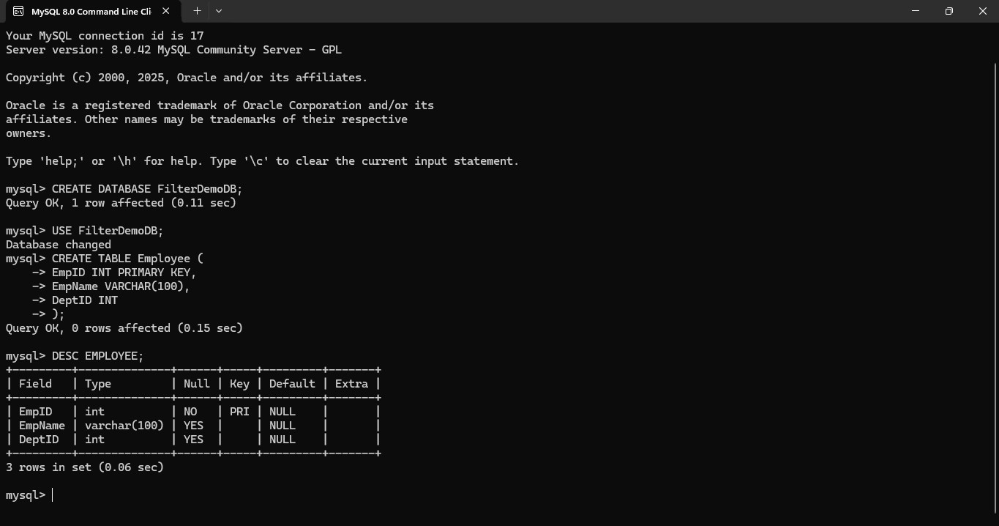 MySQL 8.0 Command Line Cli
Your MySQL connection id is 17
Server version: 8.0.42 MySQL Community Server - GPL
Copyright (c) 2000, 2025, Oracle and/or its affiliates.
Oracle is a registered trademark of Oracle Corporation and/or its
affiliates. Other names may be trademarks of their respective
owners.
Type 'help;' or '\h' for help. Type '\c' to clear the current input statement.
mysql> CREATE DATABASE FilterDemoDB;
Query OK, 1 row affected (0.11 sec)
mysql> USE FilterDemoDB;
Database changed
mysql> CREATE TABLE Employee (
    -> EmpID INT PRIMARY KEY,
    -> EmpName VARCHAR(100),
    -> DeptID INT
    -> );
Query OK, 0 rows affected (0.15 sec)
mysql> DESC EMPLOYEE;
+---------+--------------+------+-----+---------+-------+
| Field   | Type         | Null | Key | Default | Extra |
+---------+--------------+------+-----+---------+-------+
| EmpID   | int          | NO   | PRI | NULL    |       |
| EmpName | varchar(100) | YES  |     | NULL    |       |
| DeptID  | int          | YES  |     | NULL    |       |
+---------+--------------+------+-----+---------+-------+
3 rows in set (0.06 sec)
mysql>